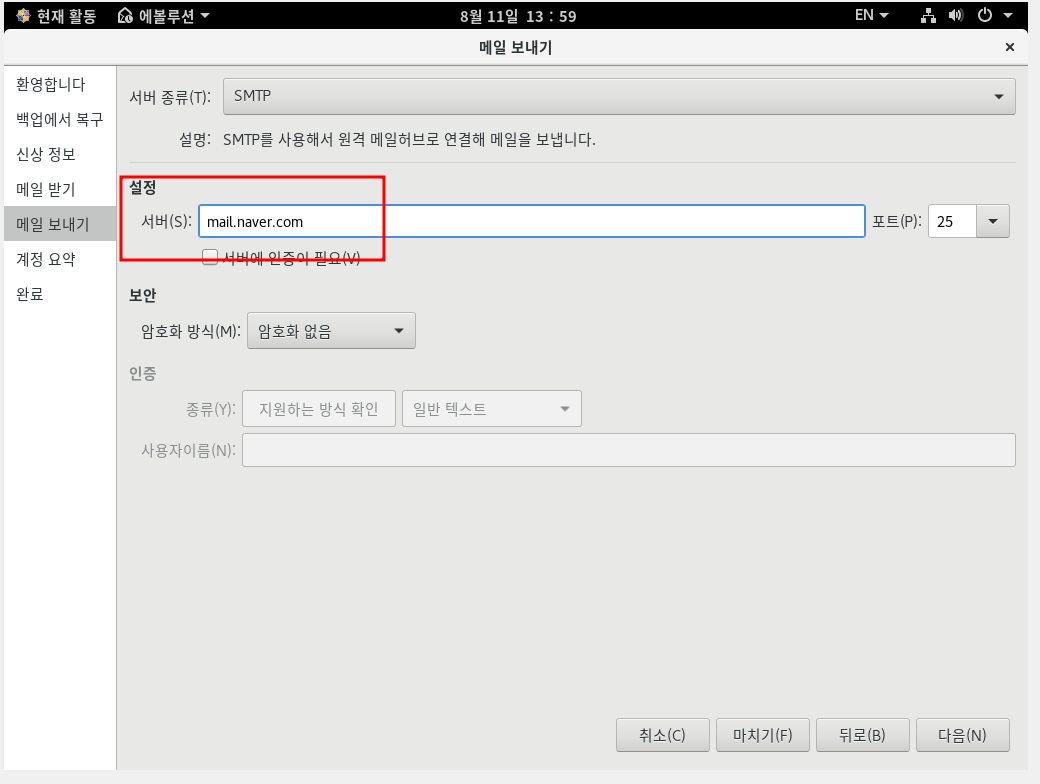 현재 활동 에볼루션 8월 11일 13 : 59 EN
메일 보내기 ×
환영합니다
백업에서 복구
신상 정보
메일 받기
메일 보내기
계정 요약
완료
서버 종류(T): SMTP
설명: SMTP를 사용해서 원격 메일허브로 연결해 메일을 보냅니다.
설정
서버(S): mail.naver.com 포트(P): 25
서버에 인증이 필요(V)
보안
암호화 방식(M): 암호화 없음
인증
종류(Y): 지원하는 방식 확인 일반 텍스트
사용자이름(N):
취소(C) 마치기(F) 뒤로(B) 다음(N)